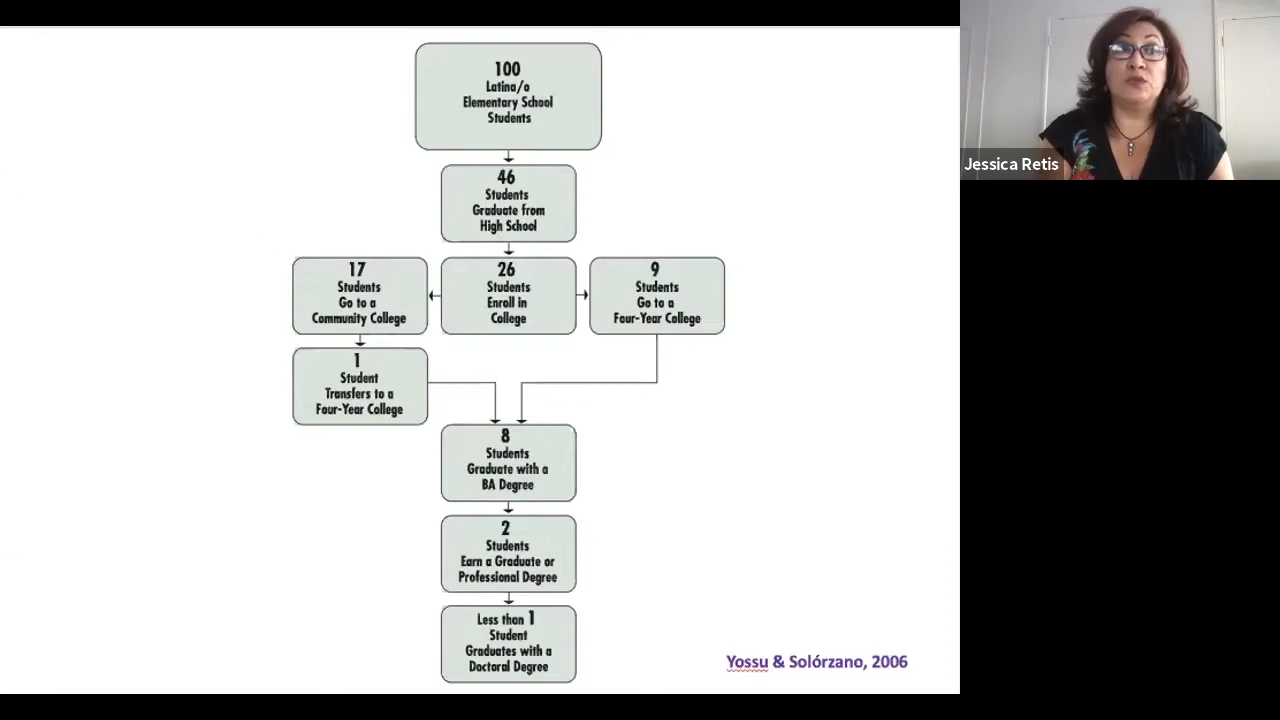 100
Latina/o
Elementary School
Students
46
Students
Graduate from
High School
17
Students
Go to a
Community College
26
Students
Enroll in
College
9
Students
Go to a
Four-Year College
1
Student
Transfers to a
Four-Year College
8
Students
Graduate with a
BA Degree
2
Students
Earn a Graduate or
Professional Degree
Less than 1
Student
Graduates with a
Doctoral Degree
Yossu & Solórzano, 2006
Jessica Retis